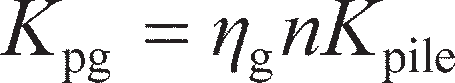 K_pg = η_g n K_pile